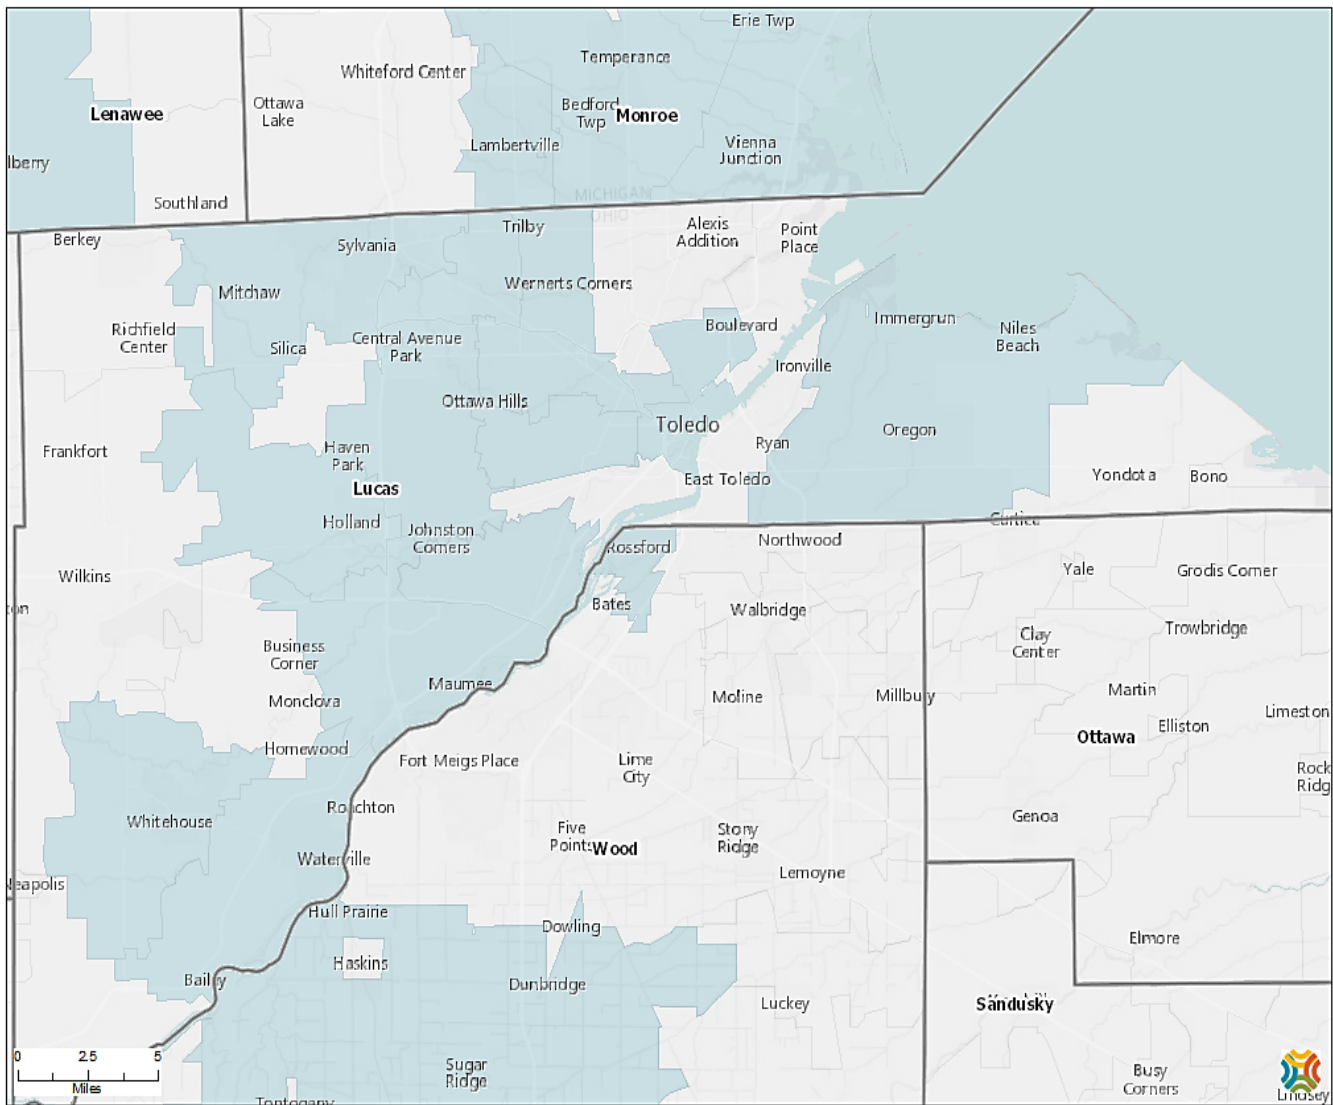 Erie Twp
Temperance
Whiteford Center
Lenawee
Ottawa
Lake
Bedford
Twp
Monroe
Lambertville
Vienna
Junction
lberry
Southland
MICHIGAN
OHIO
Berkey
Sylvania
Trilby
Alexis
Addition
Point
Place
Mitchaw
Wernerts Corners
Richfield
Center
Silica
Central Avenue
Park
Boulevard
Immergrun
Niles
Beach
Ironville
Ottawa Hills
Toledo
Oregon
Frankfort
Haven
Park
Ryan
Lucas
East Toledo
Yondota
Bono
Holland
Johnston
Corners
Curtice
Rossford
Northwood
Wilkins
Yale
Grodis Corner
ton
Bates
Walbridge
Clay
Center
Trowbridge
Business
Corner
Maumee
Monclova
Moline
Millbury
Martin
Elliston
Limeston
Ottawa
Homewood
Fort Meigs Place
Lime
City
Rock
Ridg
Roachton
Whitehouse
Genoa
Five
Points
Wood
Stony
Ridge
Waterville
Lemoyne
Neapolis
Hull Prairie
Dowling
Elmore
Haskins
Bailey
Dunbridge
Luckey
Sandusky
0 2.5 5
Miles
Sugar
Ridge
Busy
Corners
Tontogany
Lindsey